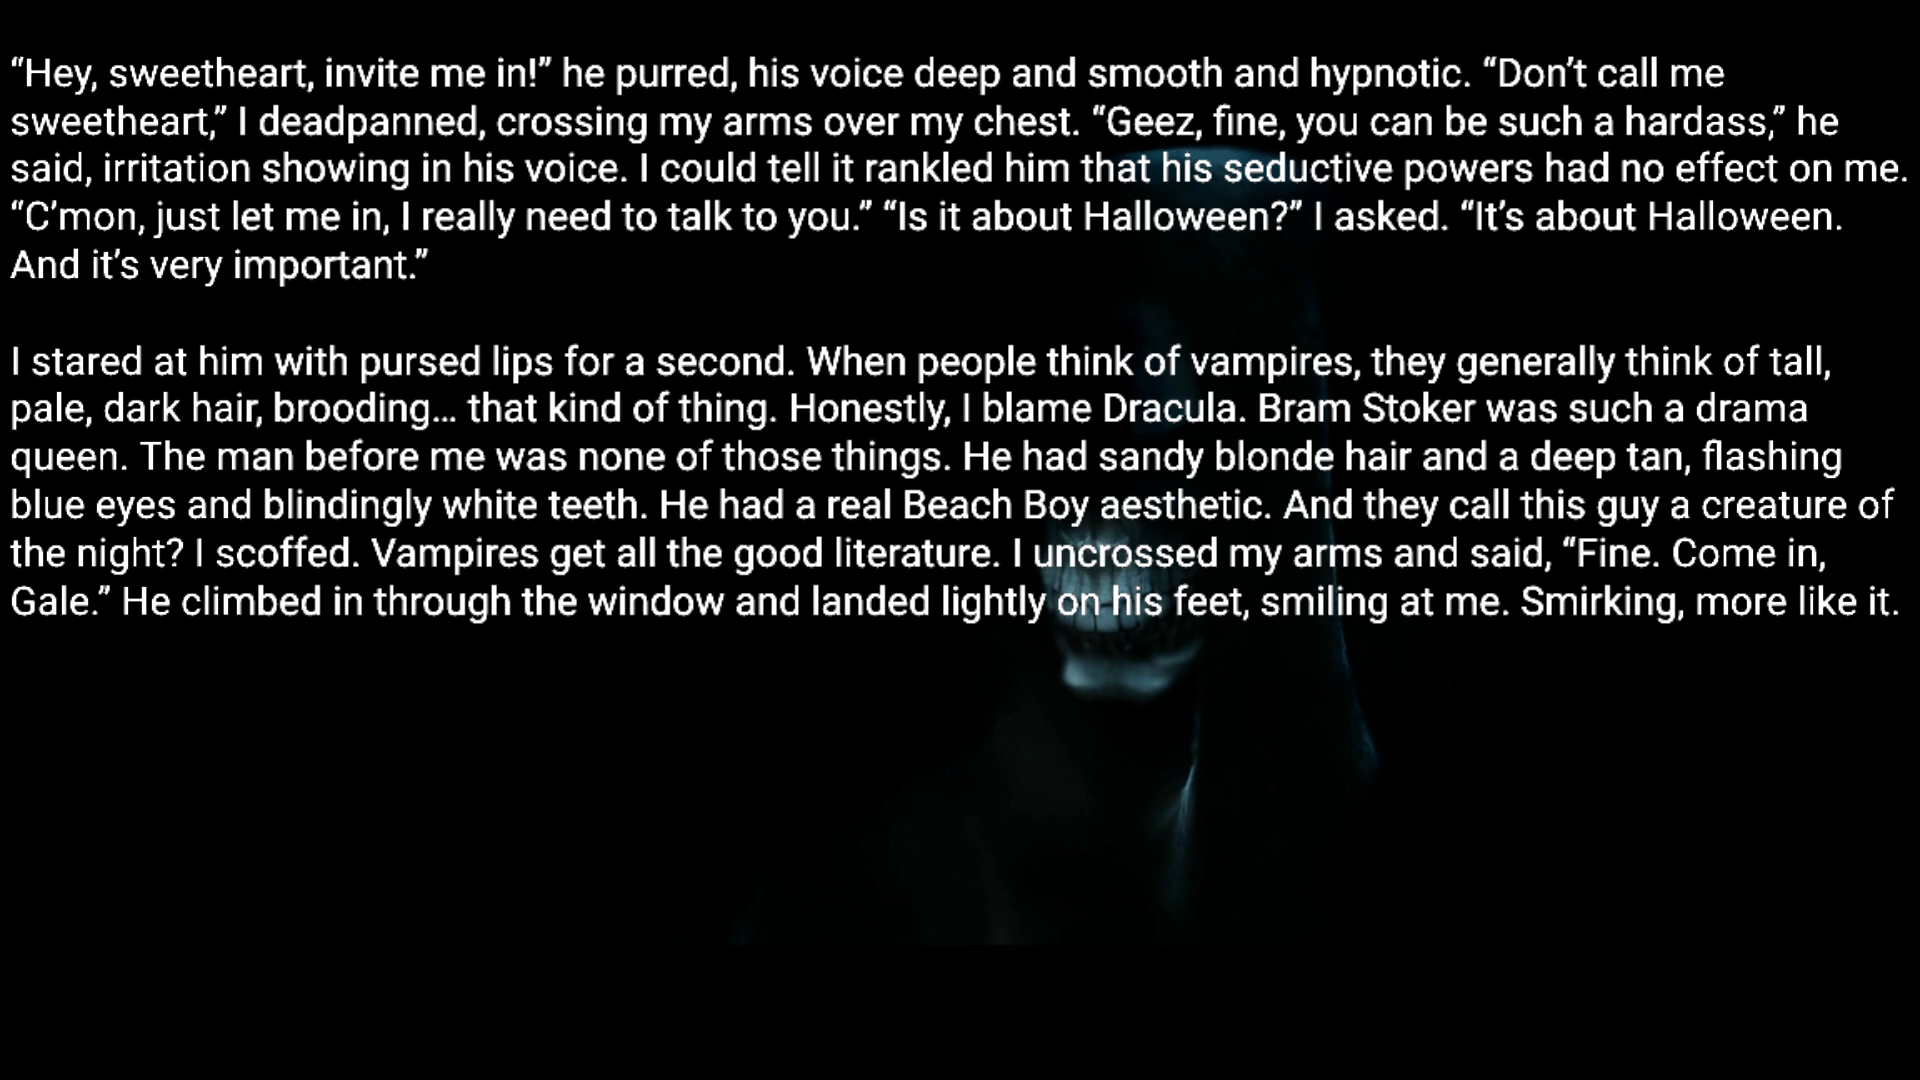 “Hey, sweetheart, invite me in!” he purred, his voice deep and smooth and hypnotic. “Don’t call me
sweetheart,” I deadpanned, crossing my arms over my chest. “Geez, fine, you can be such a hardass,” he
said, irritation showing in his voice. I could tell it rankled him that his seductive powers had no effect on me.
“C’mon, just let me in, I really need to talk to you.” “Is it about Halloween?” I asked. “It’s about Halloween.
And it’s very important.”
I stared at him with pursed lips for a second. When people think of vampires, they generally think of tall,
pale, dark hair, brooding… that kind of thing. Honestly, I blame Dracula. Bram Stoker was such a drama
queen. The man before me was none of those things. He had sandy blonde hair and a deep tan, flashing
blue eyes and blindingly white teeth. He had a real Beach Boy aesthetic. And they call this guy a creature of
the night? I scoffed. Vampires get all the good literature. I uncrossed my arms and said, “Fine. Come in,
Gale.” He climbed in through the window and landed lightly on his feet, smiling at me. Smirking, more like it.